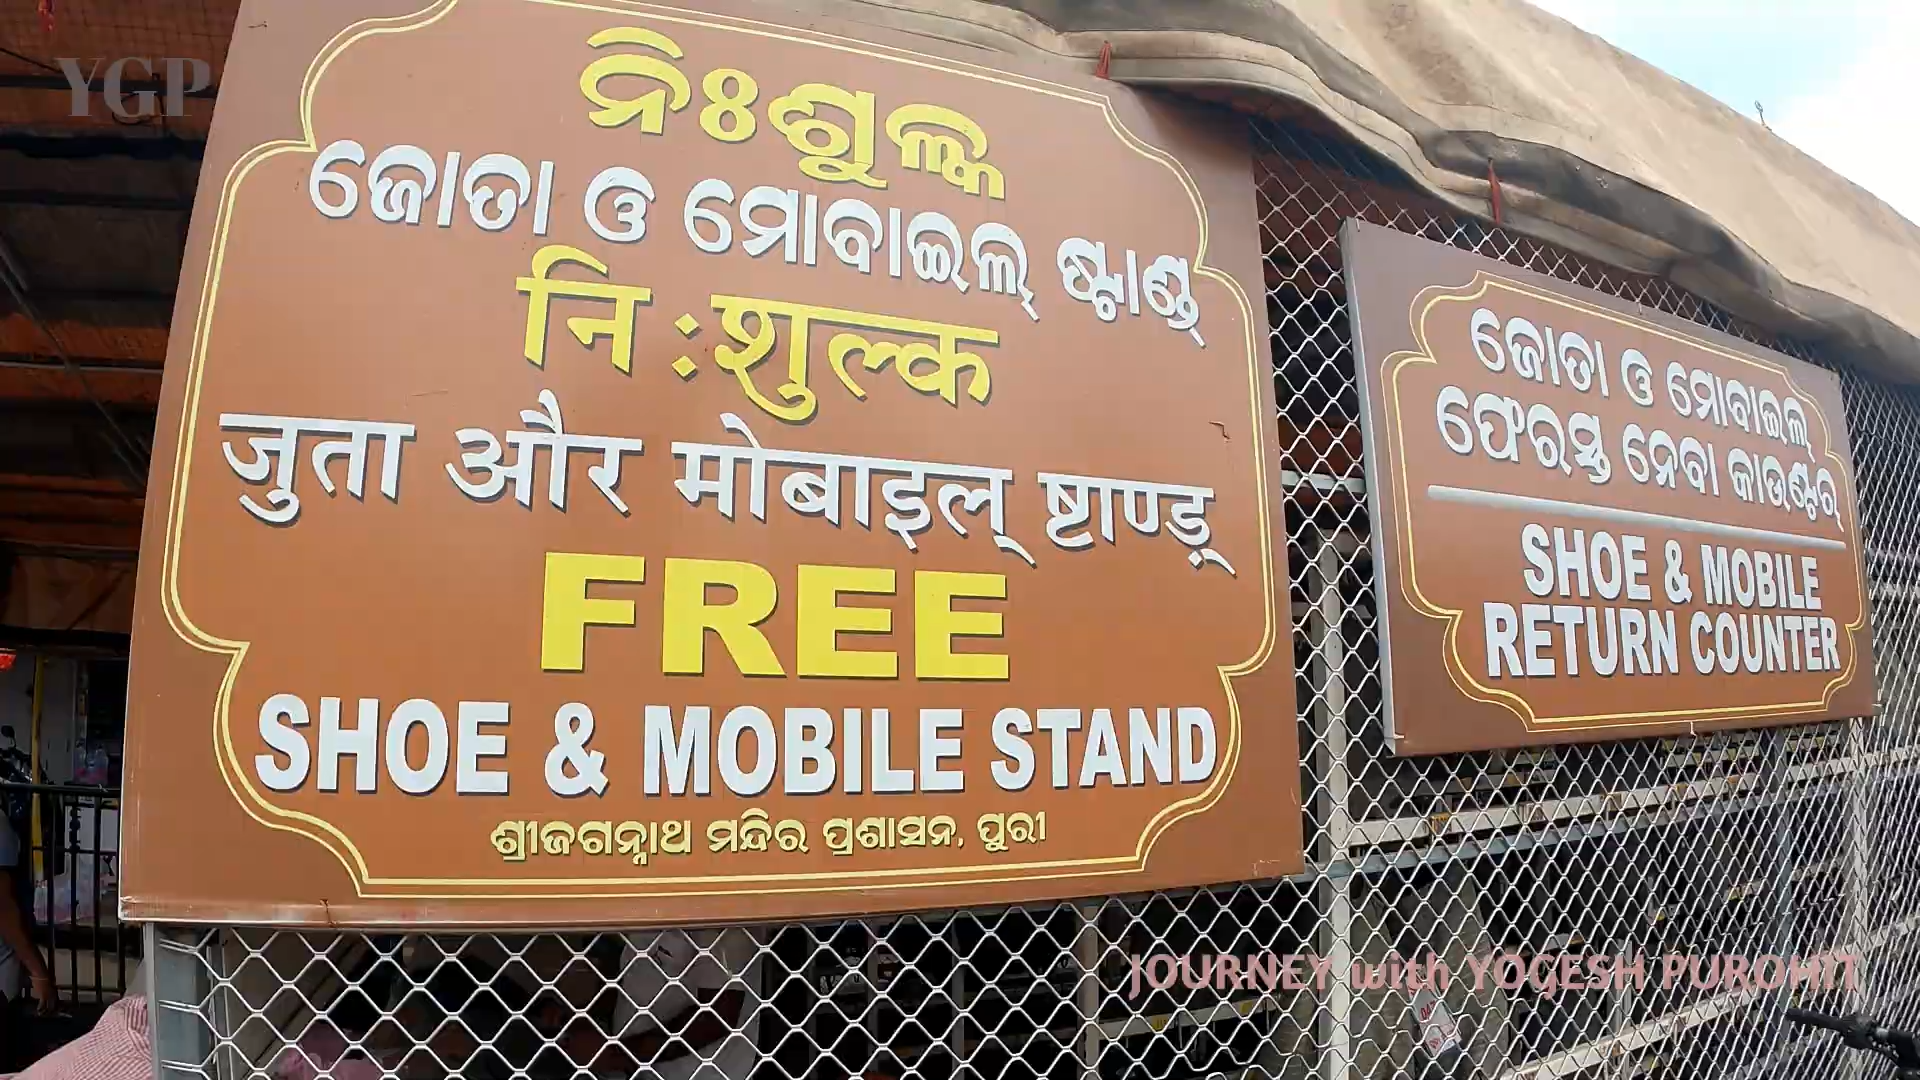 YGP
ନିଃଶୁଳ୍କ
ଜୋତା ଓ ମୋବାଇଲ୍ ଷ୍ଟାଣ୍ଡ
नि :शुल्क
जुता और मोबाइल् ष्टाण्ड़्
FREE
SHOE & MOBILE STAND
ଶ୍ରୀଜଗନ୍ନାଥ ମନ୍ଦିର ପ୍ରଶାସନ, ପୁରୀ
ଜୋତା ଓ ମୋବାଇଲ୍
ଫେରସ୍ତ ନେବା କାଉଣ୍ଟର୍
SHOE & MOBILE
RETURN COUNTER
JOURNEY with YOGESH PUROHIT